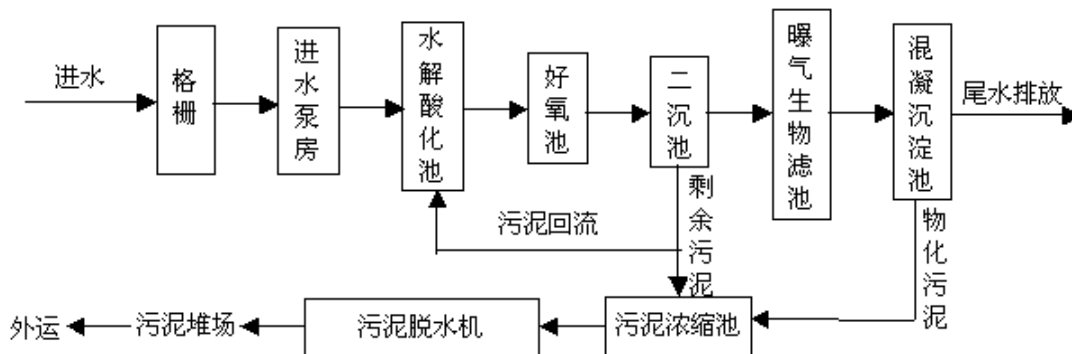 进水
格栅
进水泵房
水解酸化池
好氧池
二沉池
曝气生物滤池
混凝沉淀池
尾水排放
污泥回流
剩余污泥
物化污泥
外运
污泥堆场
污泥脱水机
污泥浓缩池